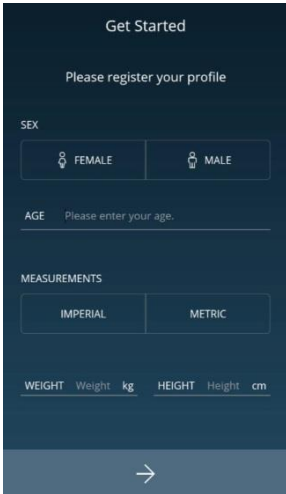 Get Started
Please register your profile
SEX
FEMALE MALE
AGE Please enter your age.
MEASUREMENTS
IMPERIAL METRIC
WEIGHT Weight kg HEIGHT Height cm